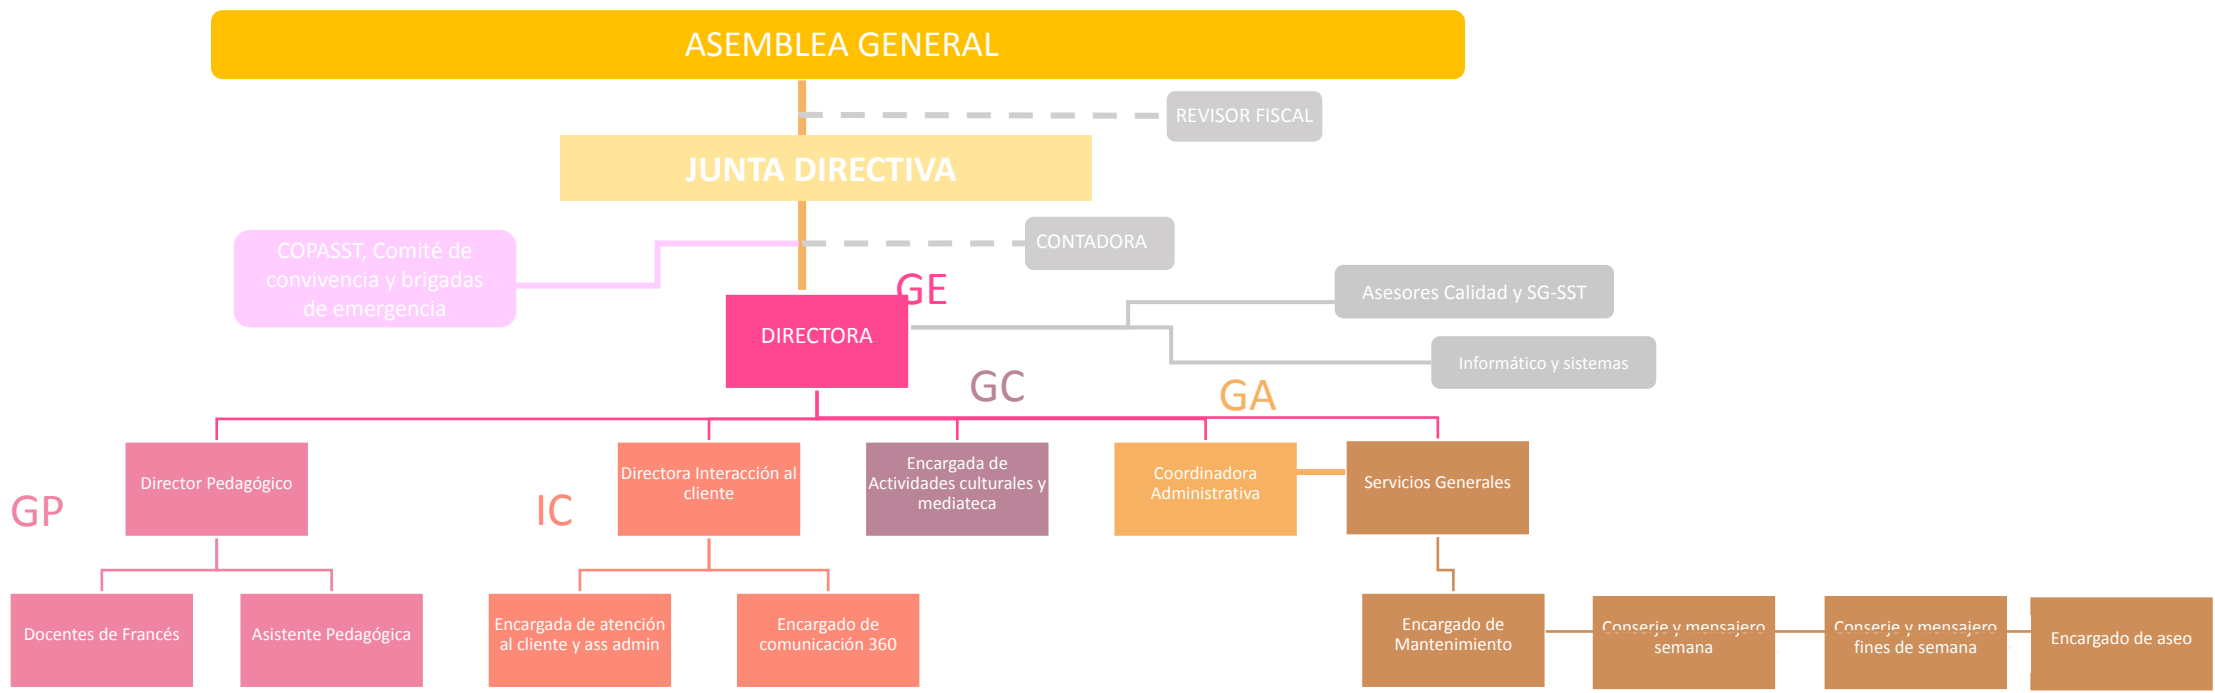 ASEMBLEA GENERAL
REVISOR FISCAL
JUNTA DIRECTIVA
COPASST, Comité de
convivencia y brigadas
de emergencia
CONTADORA
GE
Asesores Calidad y SG-SST
DIRECTORA
Informático y sistemas
GC
GA
Director Pedagógico
Directora Interacción al
cliente
Encargada de
Actividades culturales y
mediateca
Coordinadora
Administrativa
Servicios Generales
GP
IC
Docentes de Francés
Asistente Pedagógica
Encargada de atención
al cliente y ass admin
Encargado de
comunicación 360
Encargado de
Mantenimiento
Conserje y mensajero
semana
Conserje y mensajero
fines de semana
Encargado de aseo